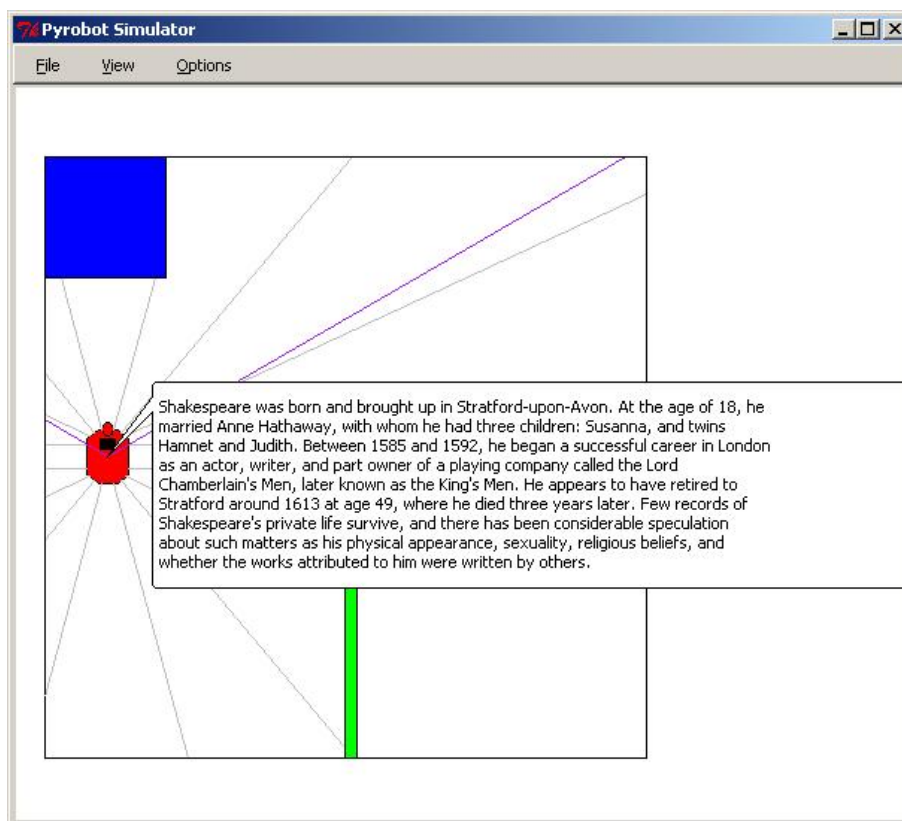 Pyrobot Simulator
File View Options
Shakespeare was born and brought up in Stratford-upon-Avon. At the age of 18, he
married Anne Hathaway, with whom he had three children: Susanna, and twins
Hamnet and Judith. Between 1585 and 1592, he began a successful career in London
as an actor, writer, and part owner of a playing company called the Lord
Chamberlain's Men, later known as the King's Men. He appears to have retired to
Stratford around 1613 at age 49, where he died three years later. Few records of
Shakespeare's private life survive, and there has been considerable speculation
about such matters as his physical appearance, sexuality, religious beliefs, and
whether the works attributed to him were written by others.